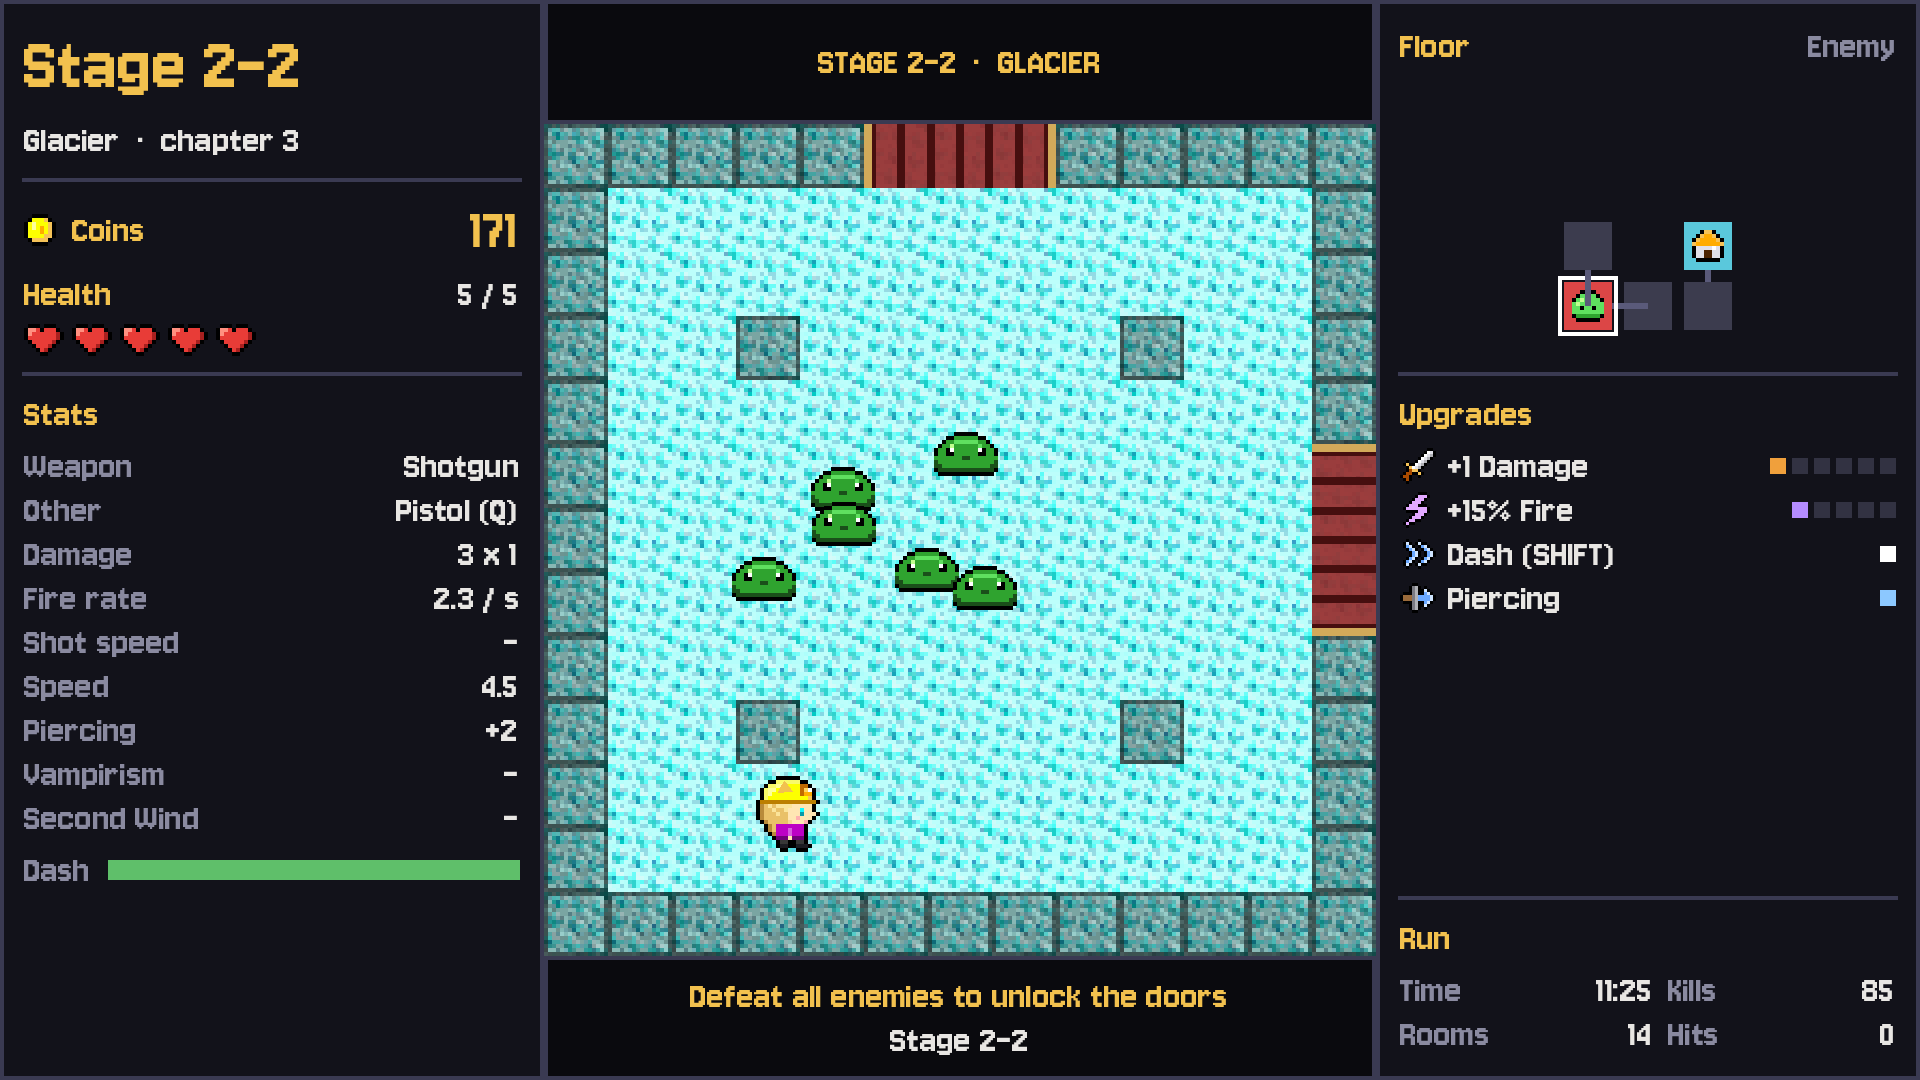 Stage 2-2
Glacier · chapter 3
Coins 171
Health 5 / 5
Stats
Weapon Shotgun
Other Pistol (Q)
Damage 3 x 1
Fire rate 2.3 / s
Shot speed -
Speed 4.5
Piercing +2
Vampirism -
Second Wind -
Dash
STAGE 2-2 · GLACIER
Defeat all enemies to unlock the doors
Stage 2-2
Floor Enemy
Upgrades
+1 Damage
+15% Fire
Dash (SHIFT)
Piercing
Run
Time 11:25 Kills 85
Rooms 14 Hits 0